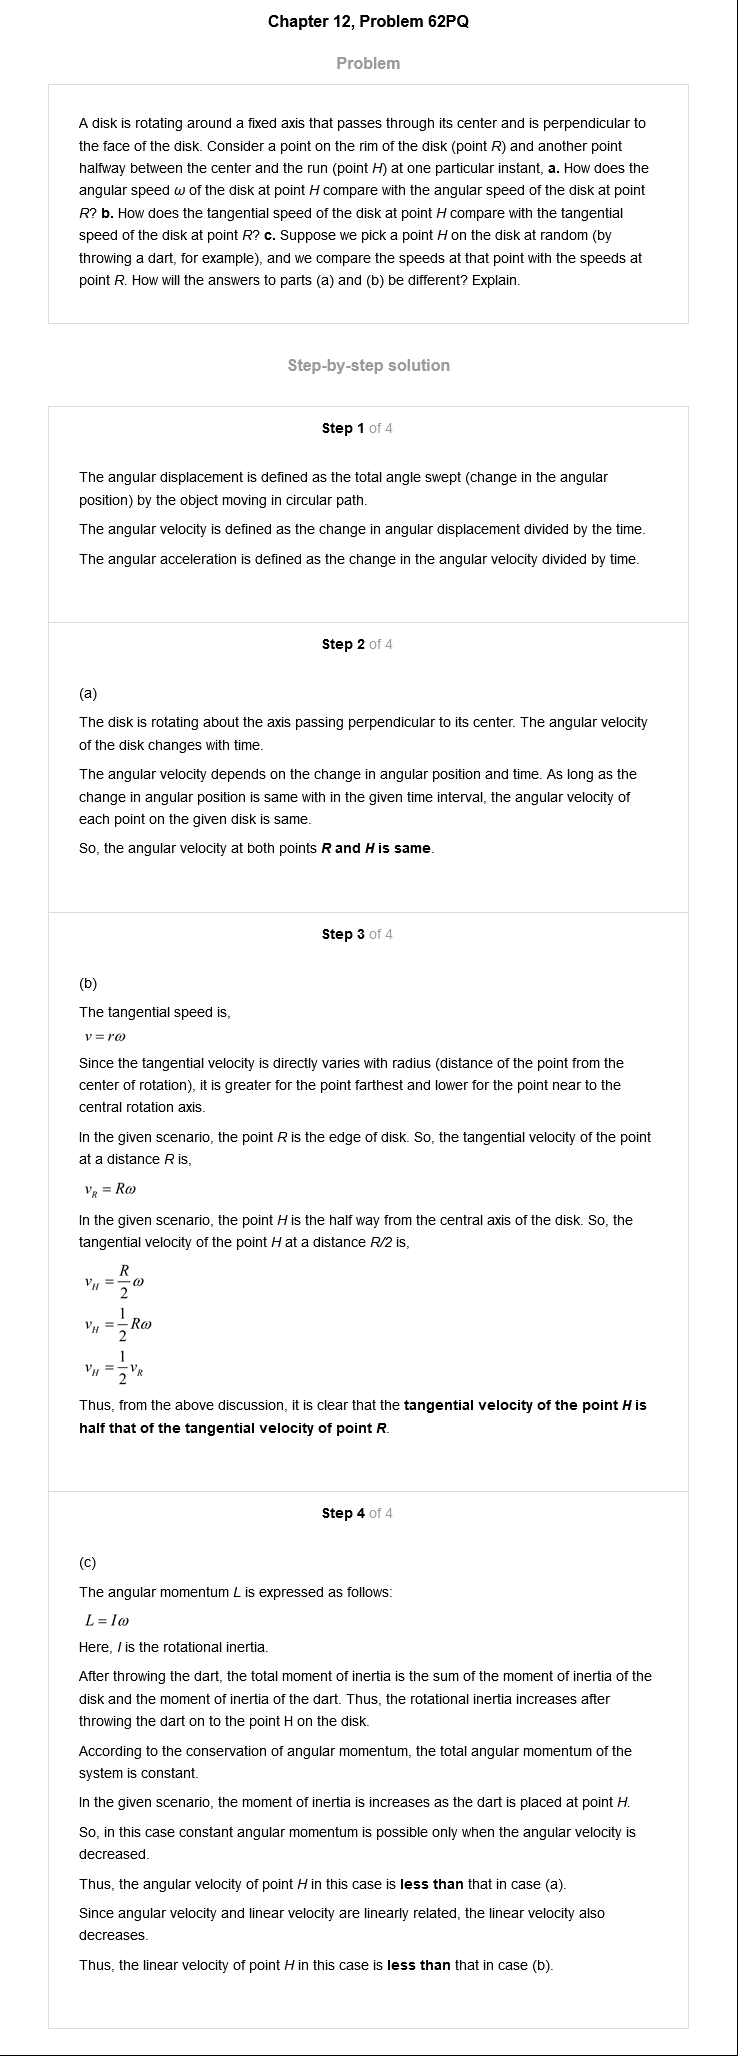 Chapter 12, Problem 62PQ
Problem
A disk is rotating around a fixed axis that passes through its center and is perpendicular to
the face of the disk. Consider a point on the rim of the disk (point R) and another point
halfway between the center and the run (point H) at one particular instant, a. How does the
angular speed ω of the disk at point H compare with the angular speed of the disk at point
R? b. How does the tangential speed of the disk at point H compare with the tangential
speed of the disk at point R? c. Suppose we pick a point H on the disk at random (by
throwing a dart, for example), and we compare the speeds at that point with the speeds at
point R. How will the answers to parts (a) and (b) be different? Explain.
Step-by-step solution
Step 1 of 4
The angular displacement is defined as the total angle swept (change in the angular
position) by the object moving in circular path.
The angular velocity is defined as the change in angular displacement divided by the time.
The angular acceleration is defined as the change in the angular velocity divided by time.
Step 2 of 4
(a)
The disk is rotating about the axis passing perpendicular to its center. The angular velocity
of the disk changes with time.
The angular velocity depends on the change in angular position and time. As long as the
change in angular position is same with in the given time interval, the angular velocity of
each point on the given disk is same.
So, the angular velocity at both points R and H is same.
Step 3 of 4
(b)
The tangential speed is,
v = rω
Since the tangential velocity is directly varies with radius (distance of the point from the
center of rotation), it is greater for the point farthest and lower for the point near to the
central rotation axis.
In the given scenario, the point R is the edge of disk. So, the tangential velocity of the point
at a distance R is,
v_R = Rω
In the given scenario, the point H is the half way from the central axis of the disk. So, the
tangential velocity of the point H at a distance R/2 is,
v_H = R/2 ω
v_H = 1/2 Rω
v_H = 1/2 v_R
Thus, from the above discussion, it is clear that the tangential velocity of the point H is
half that of the tangential velocity of point R.
Step 4 of 4
(c)
The angular momentum L is expressed as follows:
L = Iω
Here, I is the rotational inertia.
After throwing the dart, the total moment of inertia is the sum of the moment of inertia of the
disk and the moment of inertia of the dart. Thus, the rotational inertia increases after
throwing the dart on to the point H on the disk.
According to the conservation of angular momentum, the total angular momentum of the
system is constant.
In the given scenario, the moment of inertia is increases as the dart is placed at point H.
So, in this case constant angular momentum is possible only when the angular velocity is
decreased.
Thus, the angular velocity of point H in this case is less than that in case (a).
Since angular velocity and linear velocity are linearly related, the linear velocity also
decreases.
Thus, the linear velocity of point H in this case is less than that in case (b).